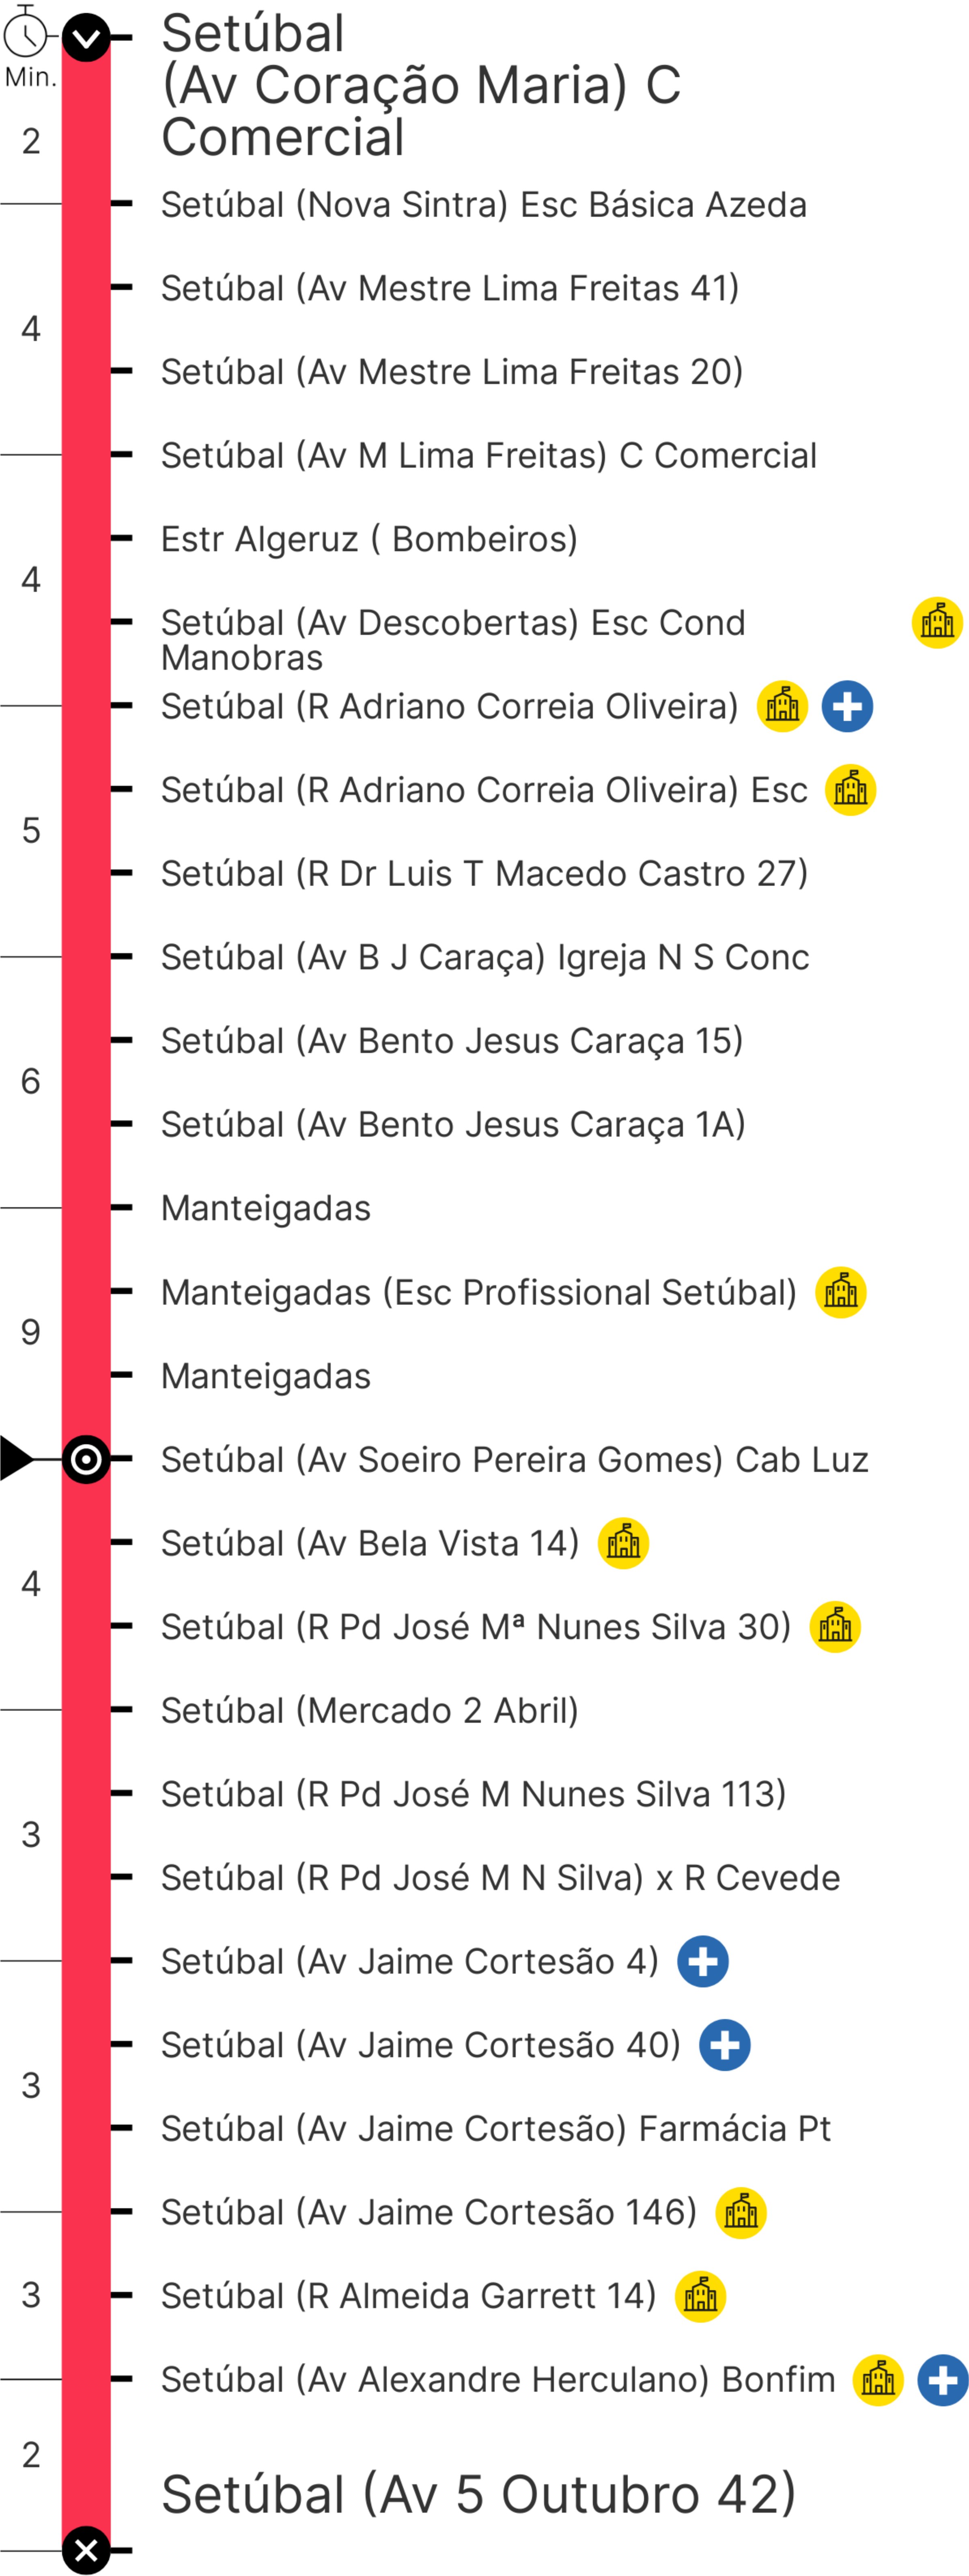 Min.
Setúbal
(Av Coração Maria) C
Comercial
2
Setúbal (Nova Sintra) Esc Básica Azeda
Setúbal (Av Mestre Lima Freitas 41)
4
Setúbal (Av Mestre Lima Freitas 20)
Setúbal (Av M Lima Freitas) C Comercial
Estr Algeruz ( Bombeiros)
4
Setúbal (Av Descobertas) Esc Cond
Manobras
Setúbal (R Adriano Correia Oliveira)
Setúbal (R Adriano Correia Oliveira) Esc
5
Setúbal (R Dr Luis T Macedo Castro 27)
Setúbal (Av B J Caraça) Igreja N S Conc
Setúbal (Av Bento Jesus Caraça 15)
6
Setúbal (Av Bento Jesus Caraça 1A)
Manteigadas
Manteigadas (Esc Profissional Setúbal)
9
Manteigadas
Setúbal (Av Soeiro Pereira Gomes) Cab Luz
Setúbal (Av Bela Vista 14)
4
Setúbal (R Pd José Mª Nunes Silva 30)
Setúbal (Mercado 2 Abril)
Setúbal (R Pd José M Nunes Silva 113)
3
Setúbal (R Pd José M N Silva) x R Cevede
Setúbal (Av Jaime Cortesão 4)
Setúbal (Av Jaime Cortesão 40)
3
Setúbal (Av Jaime Cortesão) Farmácia Pt
Setúbal (Av Jaime Cortesão 146)
3
Setúbal (R Almeida Garrett 14)
Setúbal (Av Alexandre Herculano) Bonfim
2
Setúbal (Av 5 Outubro 42)